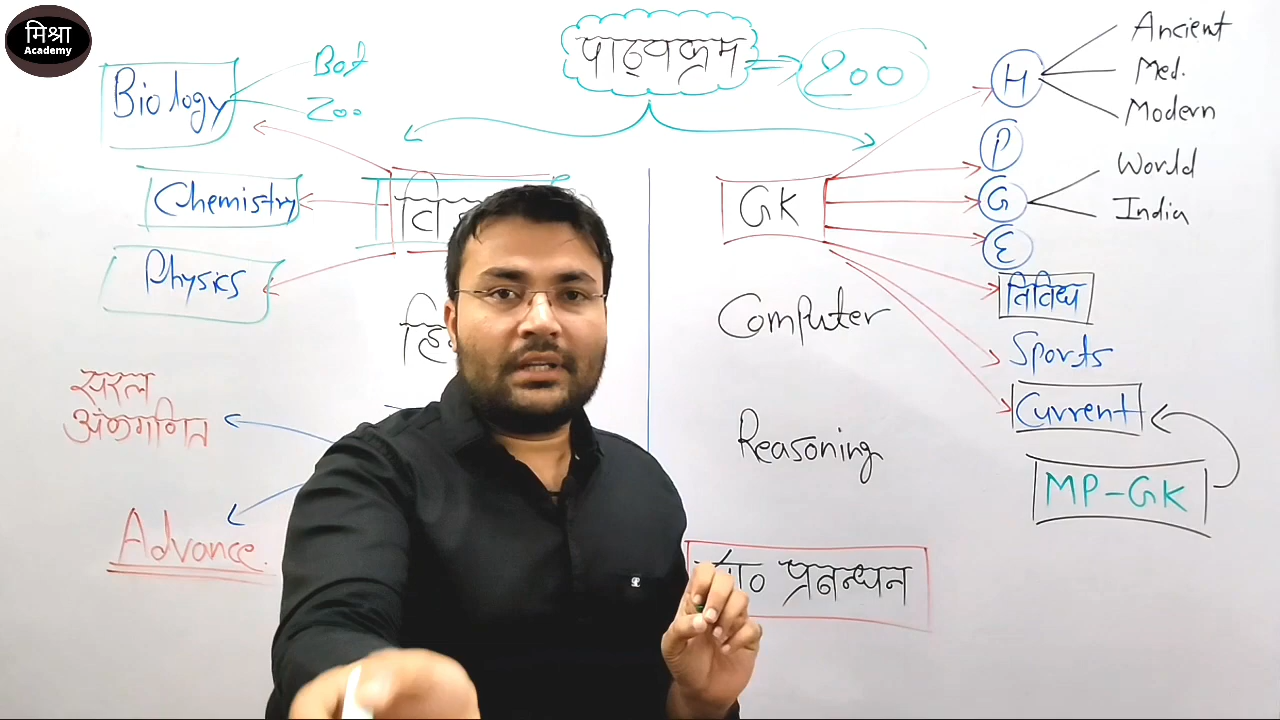 मिश्रा
Academy
पाठ्यक्रम
200
Biology
Bot
Zoo
Chemistry
Physics
सरल
अंकगणित
Advance
GK
Computer
Reasoning
प्रबन्धन
H
Ancient
Med.
Modern
P
G
World
India
E
विविध
Sports
Current
MP-GK